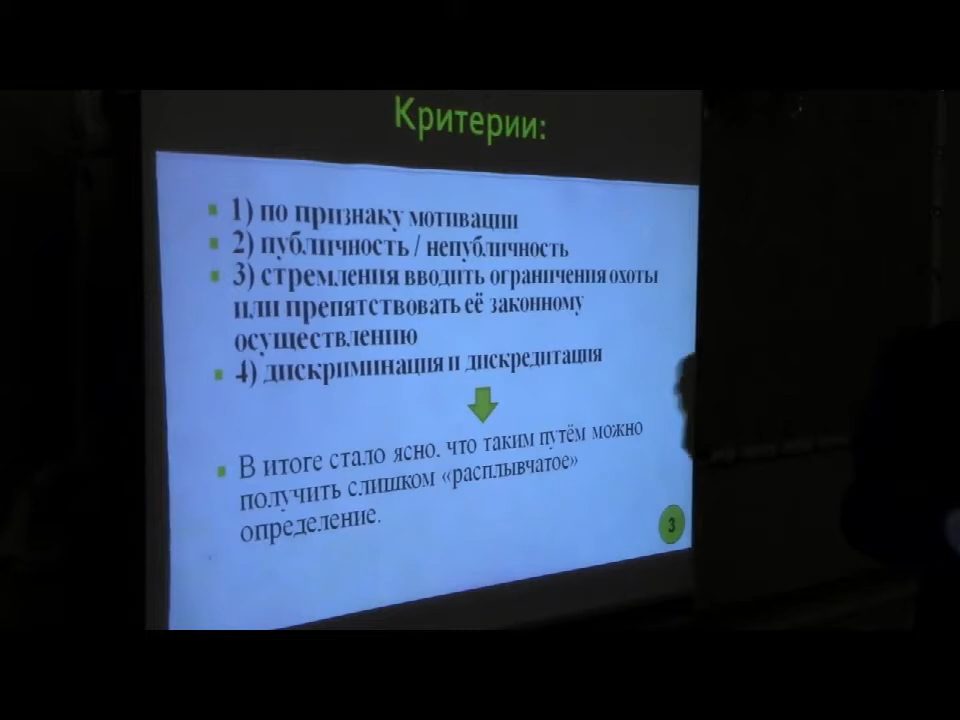 Критерии:
1) по признаку мотивации
2) публичность / непубличность
3) стремления вводить ограничения охоты
или препятствовать её законному
осуществлению
4) дискриминация и дискредитация
В итоге стало ясно, что таким путём можно
получить слишком «расплывчатое»
определение.
3